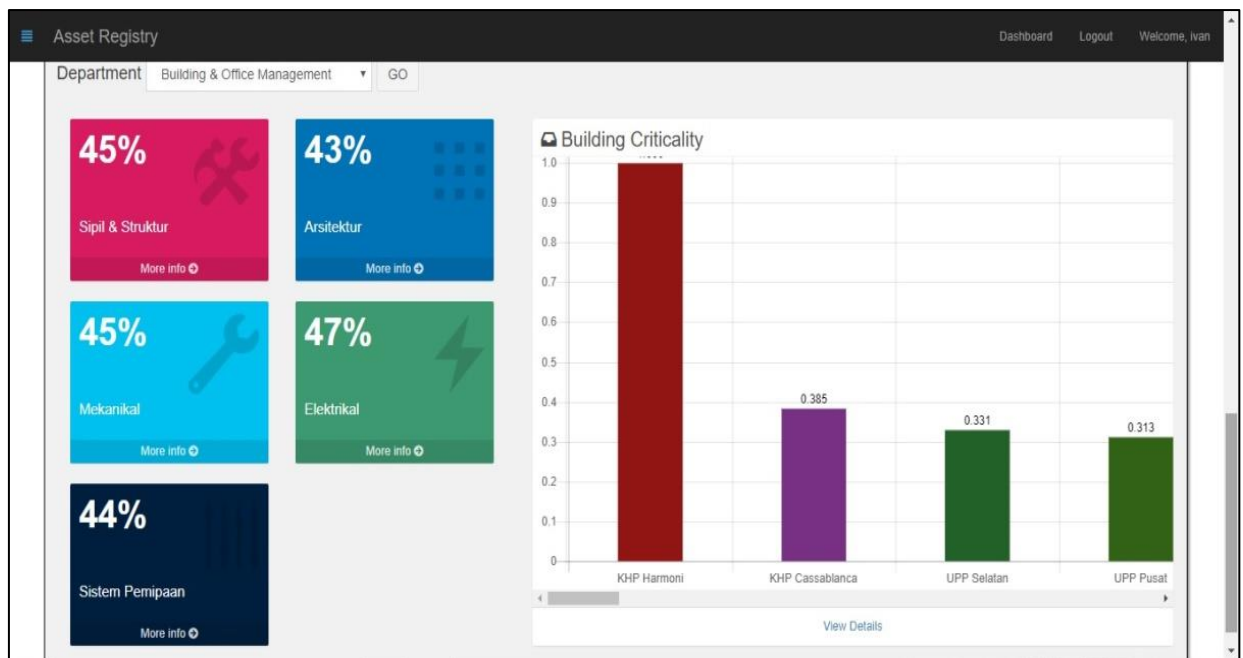 Asset Registry
Dashboard Logout Welcome, ivan
Department Building & Office Management GO
45%
Sipil & Struktur
More info
43%
Arsitektur
More info
45%
Mekanikal
More info
47%
Elektrikal
More info
44%
Sistem Pemipaan
More info
Building Criticality
1.0
0.9
0.8
0.7
0.6
0.5
0.4
0.3
0.2
0.1
0
0.385
0.331
0.313
KHP Harmoni KHP Cassablanca UPP Selatan UPP Pusat
View Details